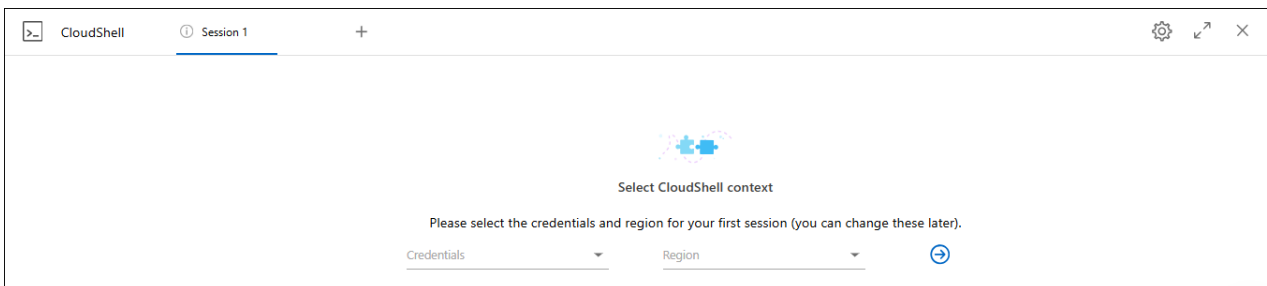 CloudShell
Session 1
Select CloudShell context
Please select the credentials and region for your first session (you can change these later).
Credentials
Region